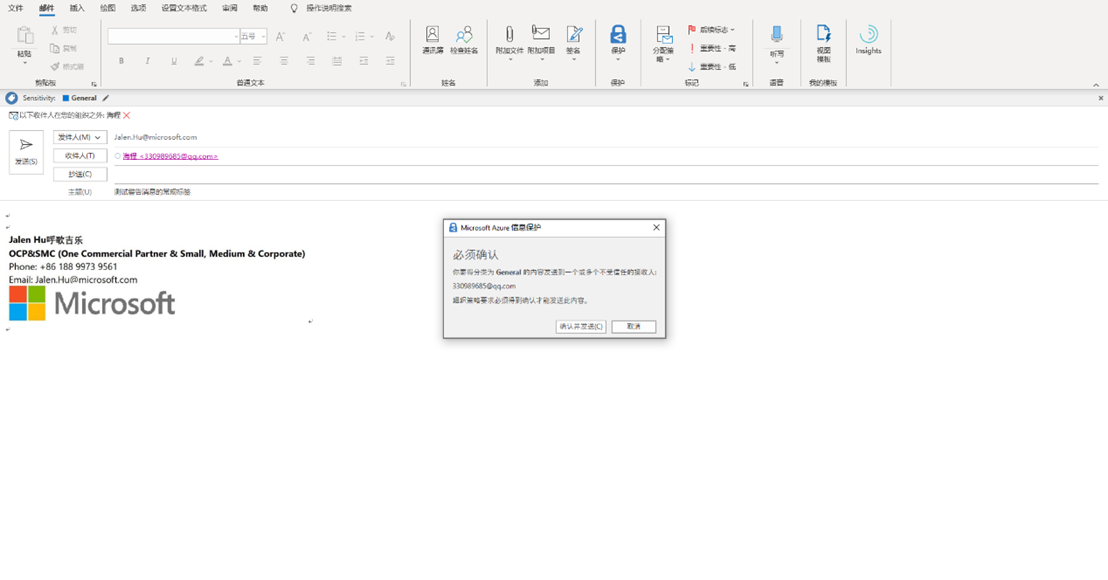 文件 邮件 插入 绘图 选项 设置文本格式 审阅 帮助 操作说明搜索
粘贴 剪切 复制 格式刷
五号
B I U
通讯簿 检查姓名 附加文件 附加项目 签名 保护 分配策略 后续标志 重要性 - 高 重要性 - 低 听写 视图模板 Insights
剪贴板 普通文本 姓名 添加 保护 标记 语音 我的模板
Sensitivity: General
以下收件人在您的组织之外: 海程
发送(S)
发件人(M) Jalen.Hu@microsoft.com
收件人(T) 海程 <330989685@qq.com>
抄送(C)
主题(U) 测试警告消息的常规标签
Jalen Hu呼歌吉乐
OCP&SMC (One Commercial Partner & Small, Medium & Corporate)
Phone: +86 188 9973 9561
Email: Jalen.Hu@microsoft.com
Microsoft
Microsoft Azure 信息保护
必须确认
你要将分类为 General 的内容发送到一个或多个不受信任的接收人:
330989685@qq.com
组织策略要求必须得到确认才能发送此内容。
确认并发送(C) 取消